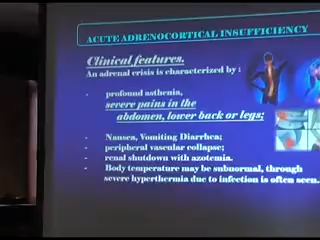 ACUTE ADRENOCORTICAL INSUFFICIENCY
Clinical features.
An adrenal crisis is characterized by :
- profound asthenia,
severe pains in the
abdomen, lower back or legs;
- Nausea, Vomiting Diarrhea;
- peripheral vascular collapse;
- renal shutdown with azotemia.
- Body temperature may be subnormal, through
severe hyperthermia due to infection is often seen.